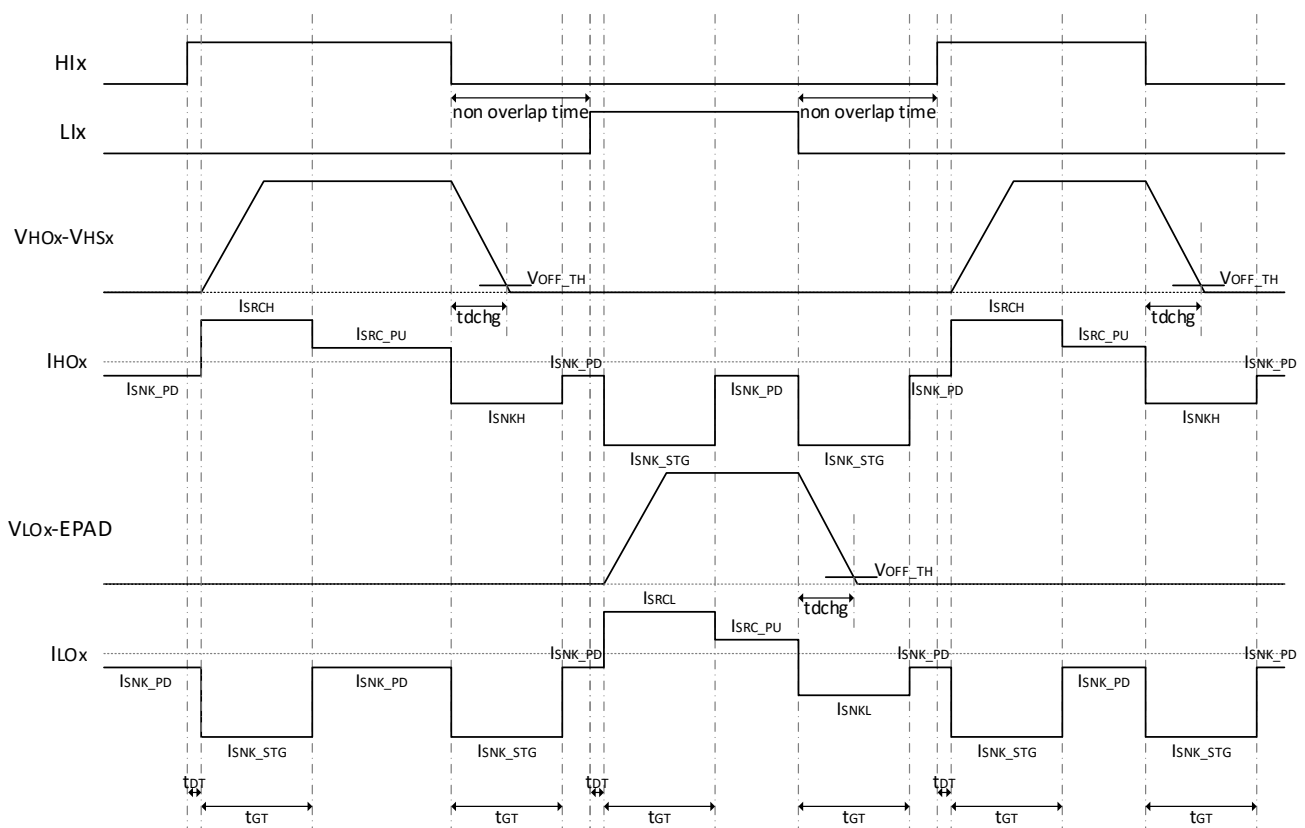 HIx
non overlap time
non overlap time
LIx
VHOx-VHSx
VOFF_TH
VOFF_TH
tdchg
tdchg
ISRCH
ISRCH
ISRC_PU
ISRC_PU
IHOx
ISNK_PD
ISNK_PD
ISNK_PD
ISNK_PD
ISNK_PD
ISNKH
ISNKH
ISNK_STG
ISNK_STG
VLOx-EPAD
VOFF_TH
tdchg
ISRCL
ISRC_PU
ILOx
ISNK_PD
ISNK_PD
ISNK_PD
ISNK_PD
ISNK_PD
ISNK_PD
ISNKL
ISNK_STG
ISNK_STG
ISNK_STG
ISNK_STG
tDT
tDT
tDT
tGT
tGT
tGT
tGT
tGT
tGT